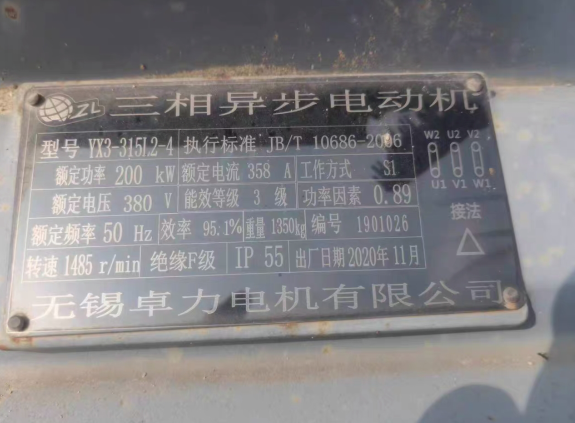 ZL 三相异步电动机
型号 YX3-315L2-4 执行标准 JB/T 10686-2006
额定功率 200 kW 额定电流 358 A 工作方式 S1
额定电压 380 V 能效等级 3 级 功率因素 0.89
额定频率 50 Hz 效率 95.1% 重量 1350kg 编号 1901026
转速 1485 r/min 绝缘F级 IP 55 出厂日期 2020年 11月
W2 U2 V2
U1 V1 W1
接法
△
无锡卓力电机有限公司